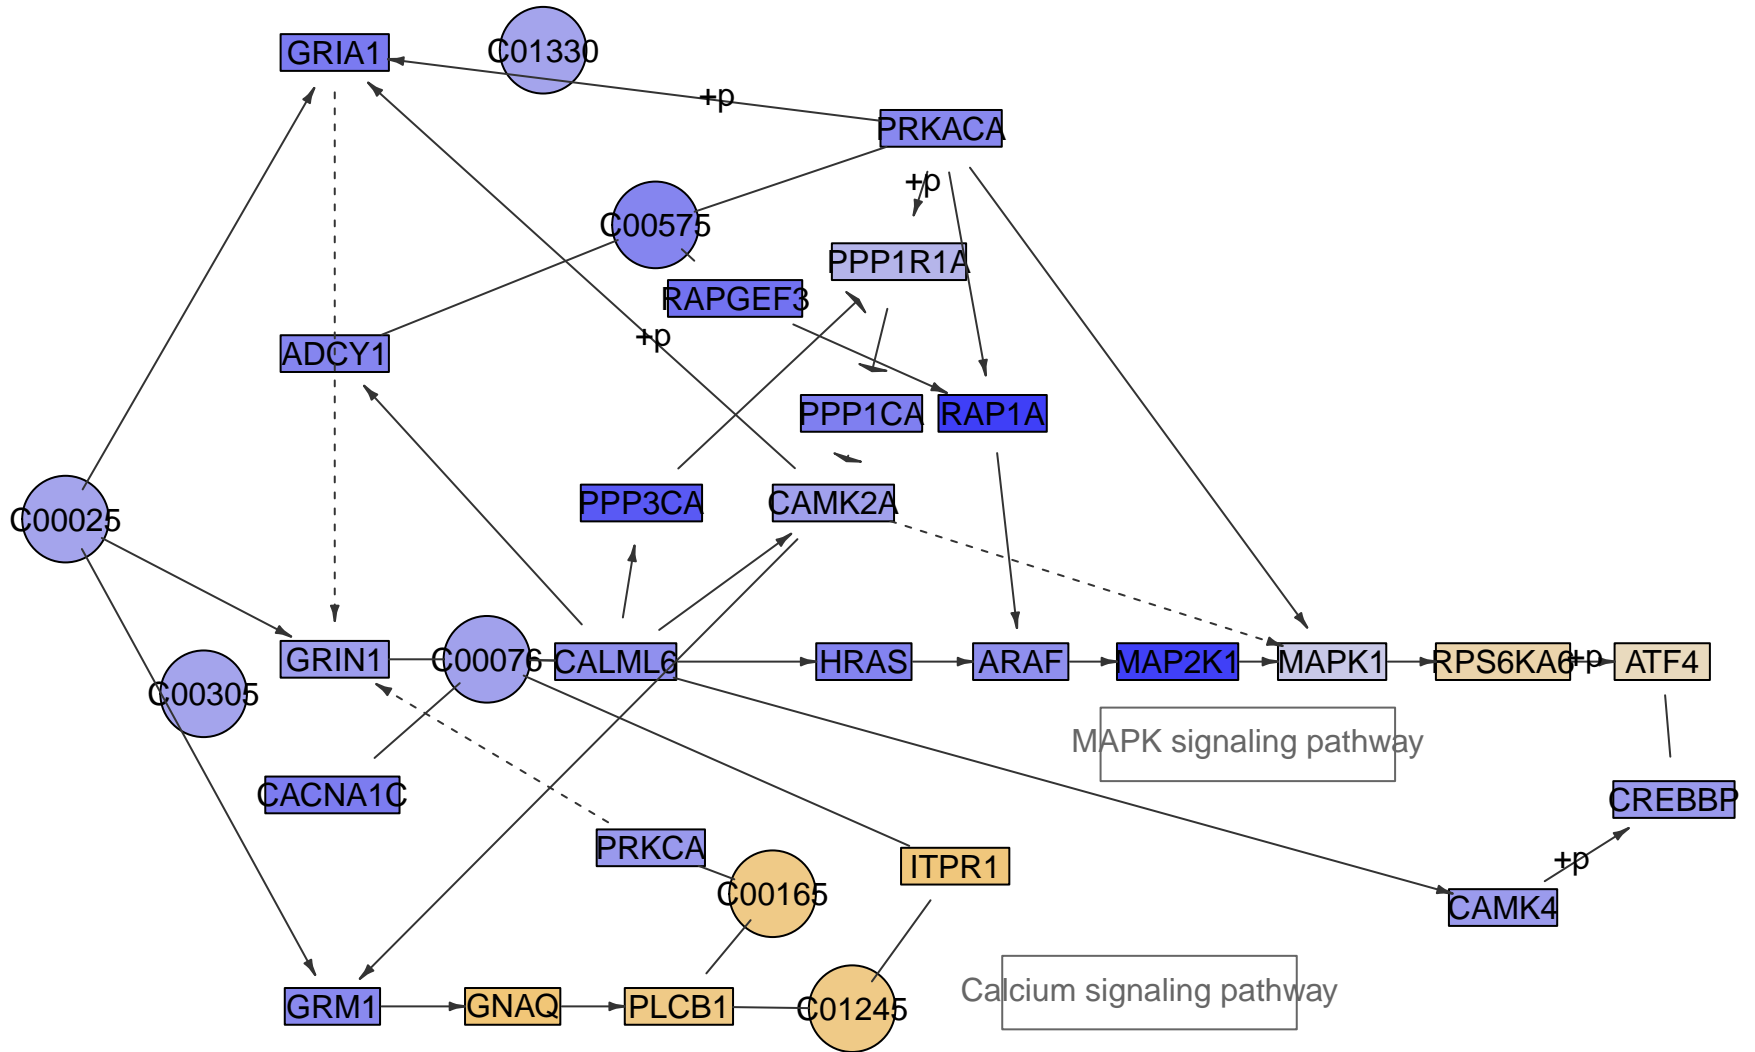 GRIA1
C01330
+p
PRKACA
+p
C00575
PPP1R1A
RAPGEF3
+p
ADCY1
PPP1CA
RAP1A
PPP3CA
CAMK2A
C00025
GRIN1
C00076
CALML6
HRAS
ARAF
MAP2K1
MAPK1
RPS6KA6
+p
ATF4
C00305
MAPK signaling pathway
CACNA1C
CREBBP
PRKCA
ITPR1
+p
C00165
CAMK4
Calcium signaling pathway
GRM1
GNAQ
PLCB1
C01245